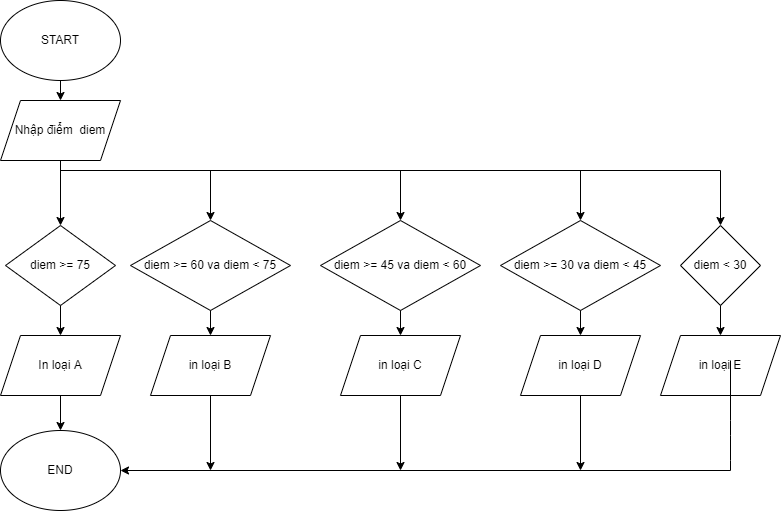 START
Nhập điểm diem
diem >= 75
diem >= 60 va diem < 75
diem >= 45 va diem < 60
diem >= 30 va diem < 45
diem < 30
In loại A
in loại B
in loại C
in loại D
in loại E
END